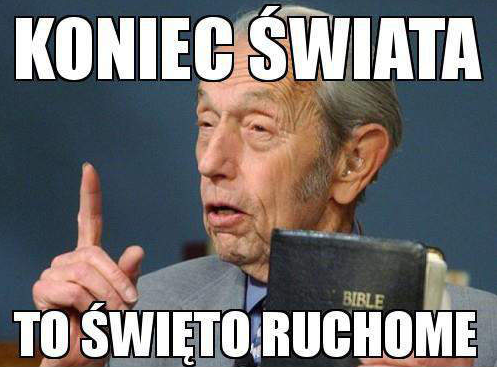 KONIEC ŚWIATA
BIBLE
TO ŚWIĘTO RUCHOME